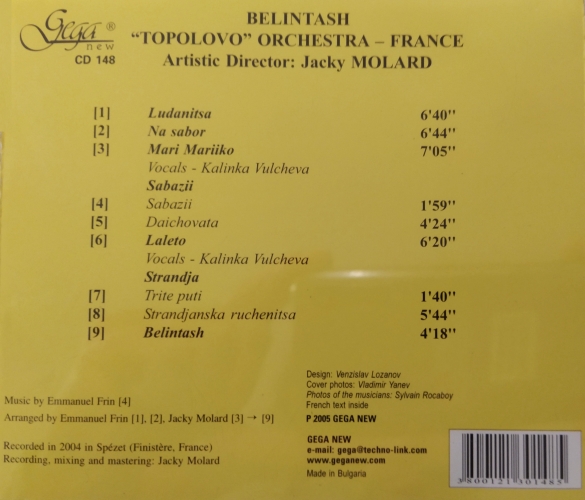 BELINTASH
Gega ®
new
"TOPOLOVO" ORCHESTRA – FRANCE
CD 148
Artistic Director: Jacky MOLARD
[1] Ludanitsa 6'40''
[2] Na sabor 6'44''
[3] Mari Mariiko 7'05''
Vocals - Kalinka Vulcheva
Sabazii
[4] Sabazii 1'59''
[5] Daichovata 4'24''
[6] Laleto 6'20''
Vocals - Kalinka Vulcheva
Strandja
[7] Trite puti 1'40''
[8] Strandjanska ruchenitsa 5'44''
[9] Belintash 4'18''
Music by Emmanuel Frin [4]
Arranged by Emmanuel Frin [1], [2], Jacky Molard [3] → [9]
Recorded in 2004 in Spézet (Finistère, France)
Recording, mixing and mastering: Jacky Molard
Design: Venzislav Lozanov
Cover photos: Vladimir Yanev
Photos of the musicians: Sylvain Rocaboy
French text inside
P 2005 GEGA NEW
GEGA NEW
e-mail: gega@techno-link.com
www.geganew.com
Made in Bulgaria
3800121301485